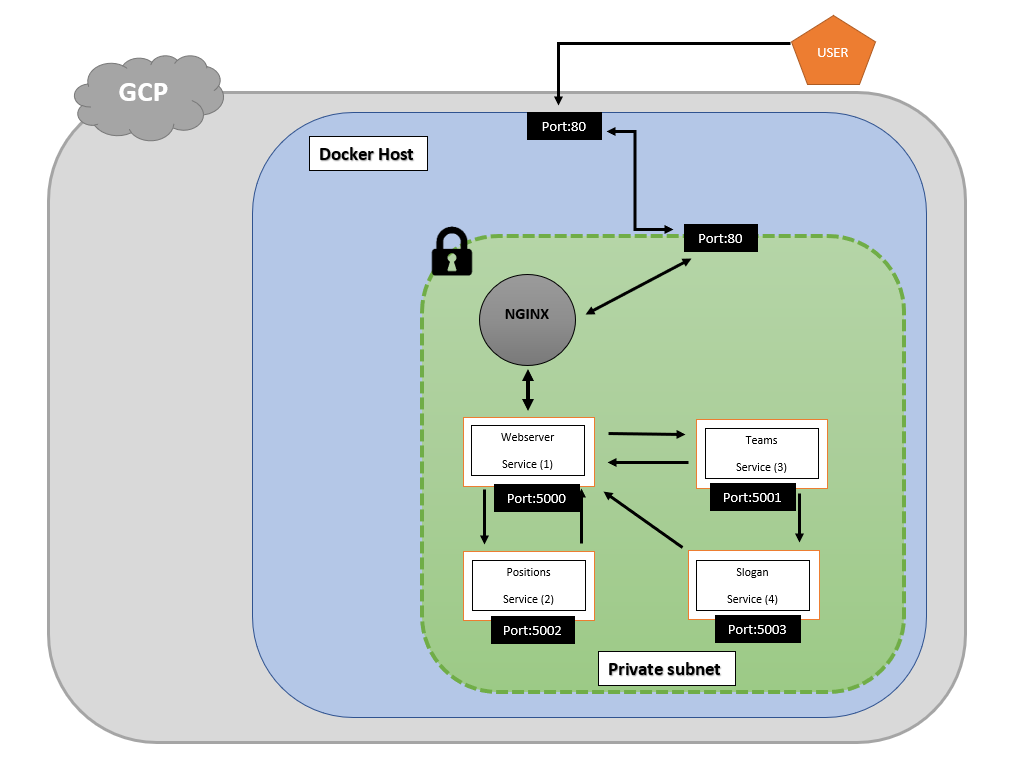 USER
GCP
Port:80
Docker Host
Port:80
NGINX
Webserver
Service (1)
Port:5000
Teams
Service (3)
Port:5001
Positions
Service (2)
Port:5002
Slogan
Service (4)
Port:5003
Private subnet